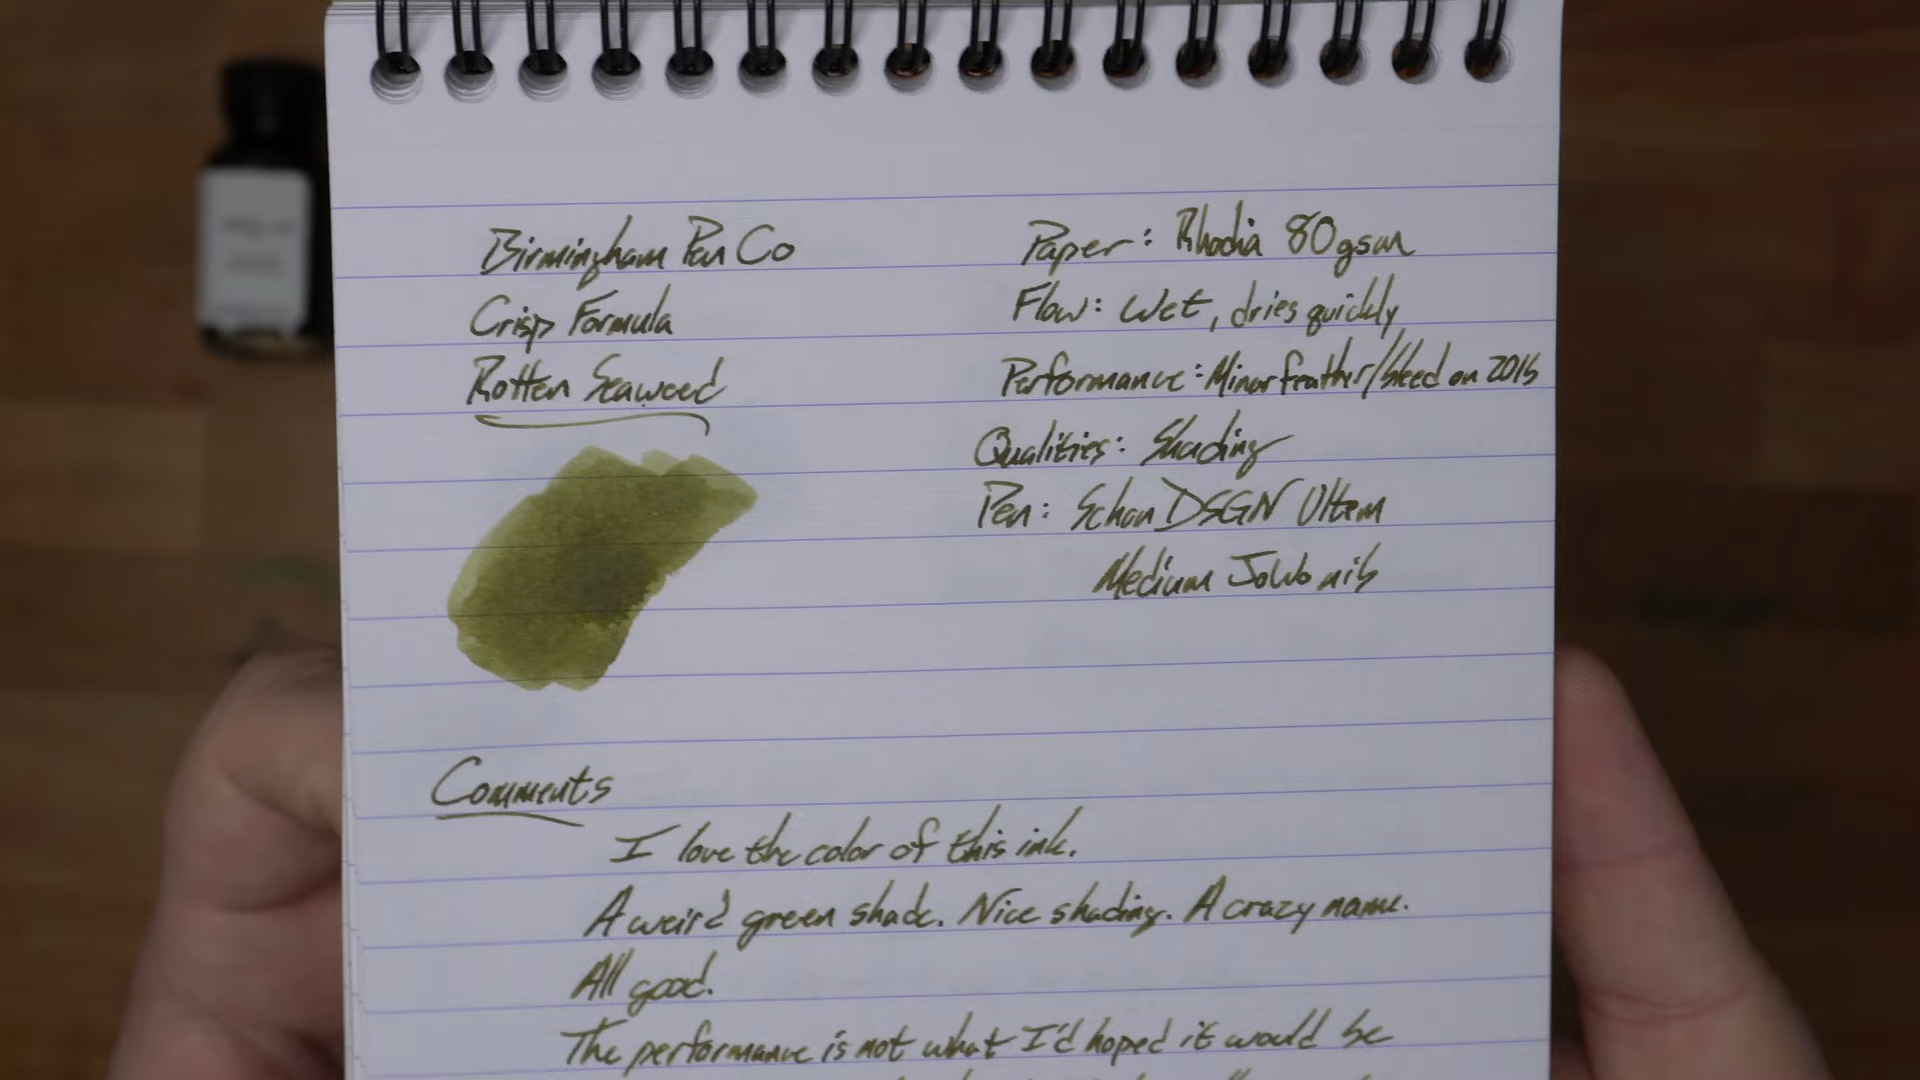 Birmingham Pen Co
Crisp Formula
Rotten Seaweed
Paper: Rhodia 80gsm
Flow: Wet, dries quickly
Performance: Minor feather/bleed on 20lb
Qualities: Shading
Pen: Schon DSGN Ultem
Medium JoWo nib
Comments
I love the color of this ink.
A weird green shade. Nice shading. A crazy name.
All good.
The performance is not what I'd hoped it would be